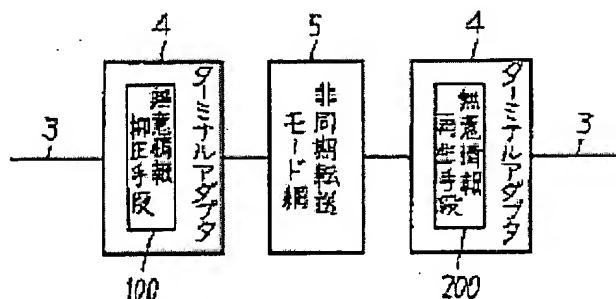 4
5
4
3
ターミナルアダプタ
無意情報
抑圧手段
非同期転送
モード網
ターミナルアダプタ
無意情報
再生手段
3
100
200